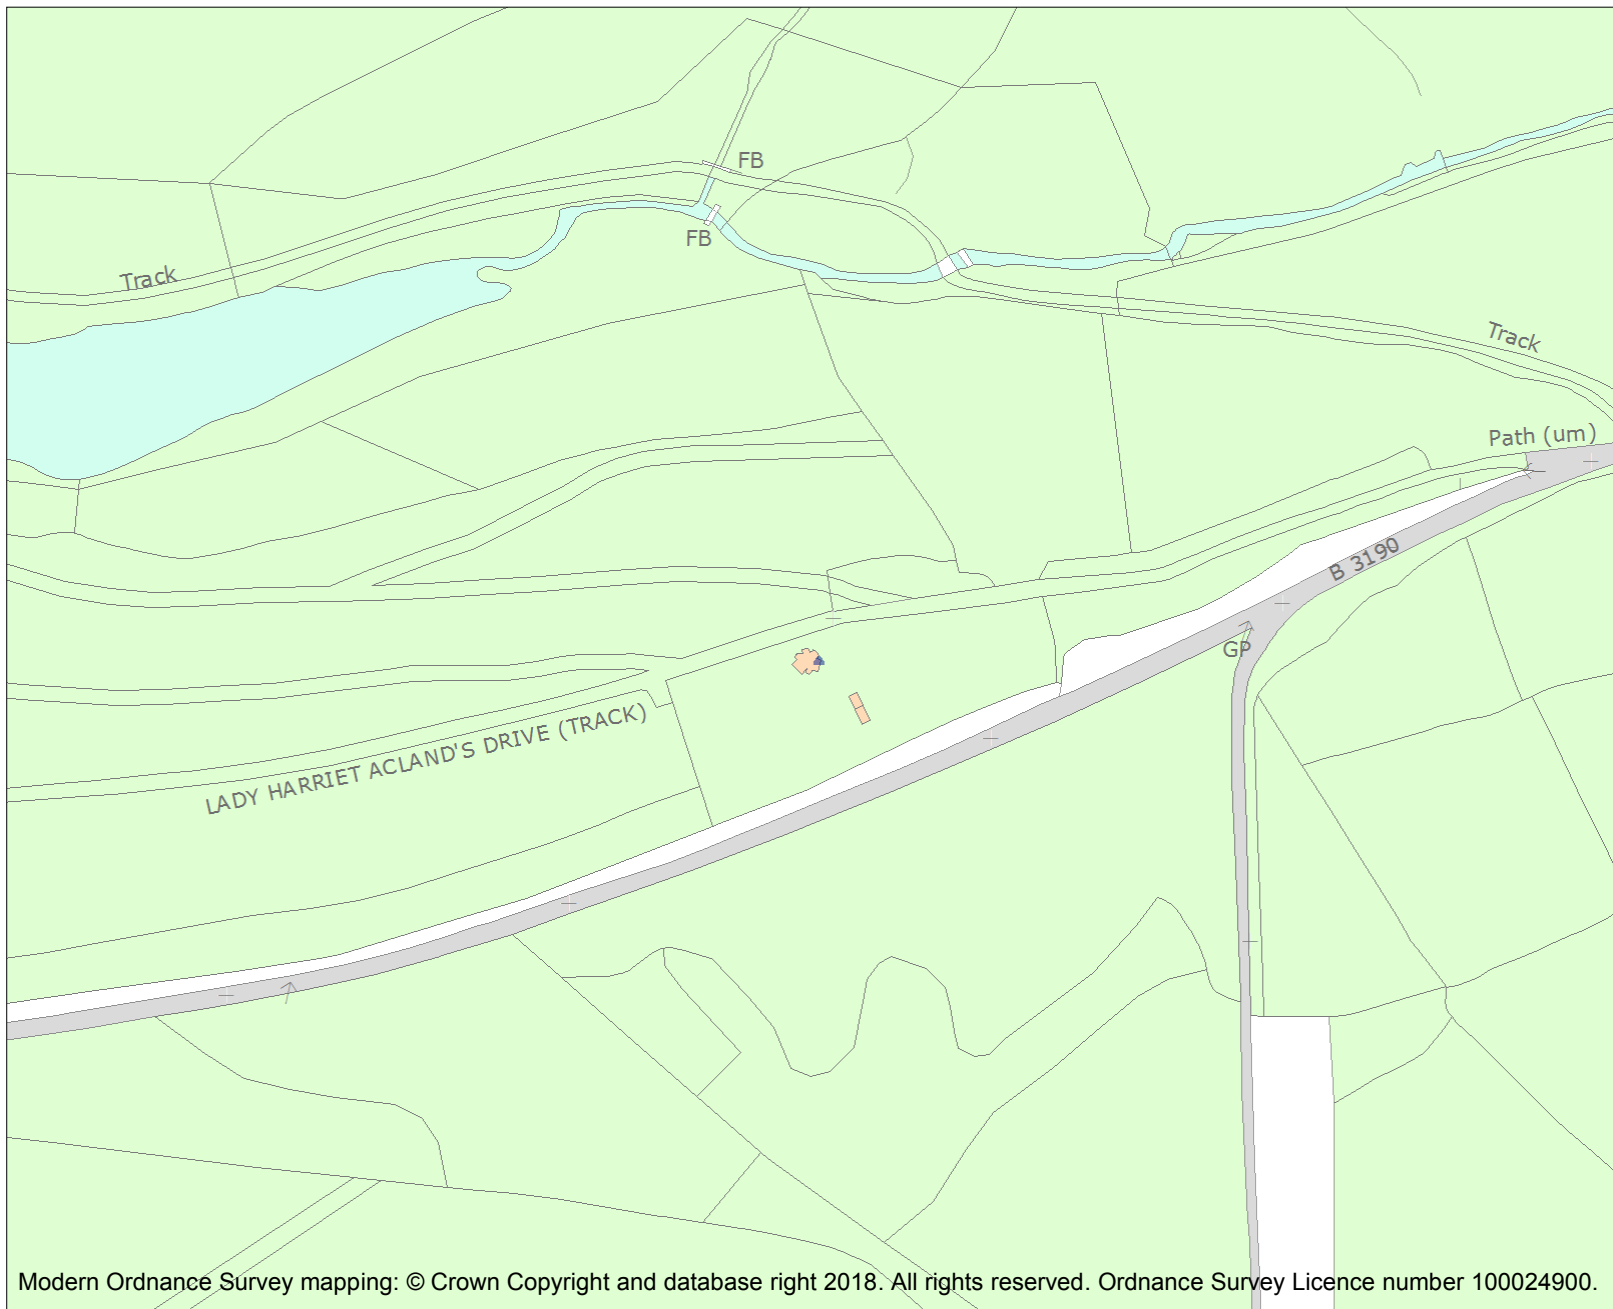 FB
FB
Track
Track
Path (um)
B 3190
GP
LADY HARRIET ACLAND'S DRIVE (TRACK)
Modern Ordnance Survey mapping: © Crown Copyright and database right 2018. All rights reserved. Ordnance Survey Licence number 100024900.